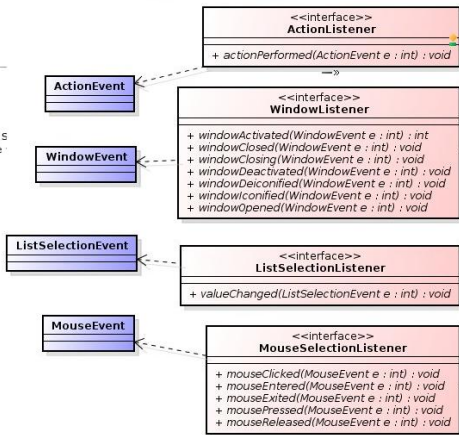 <<interface>>
ActionListener
+ actionPerformed(ActionEvent e : int) : void
ActionEvent
<<interface>>
WindowListener
+ windowActivated(WindowEvent e : int) : int
+ windowClosed(WindowEvent e : int) : void
+ windowClosing(WindowEvent e : int) : void
+ windowDeactivated(WindowEvent e : int) : void
+ windowDeiconified(WindowEvent e : int) : void
+ windowIconified(WindowEvent e : int) : void
+ windowOpened(WindowEvent e : int) : void
WindowEvent
ListSelectionEvent
<<interface>>
ListSelectionListener
+ valueChanged(ListSelectionEvent e : int) : void
MouseEvent
<<interface>>
MouseSelectionListener
+ mouseClicked(MouseEvent e : int) : void
+ mouseEntered(MouseEvent e : int) : void
+ mouseExited(MouseEvent e : int) : void
+ mousePressed(MouseEvent e : int) : void
+ mouseReleased(MouseEvent e : int) : void